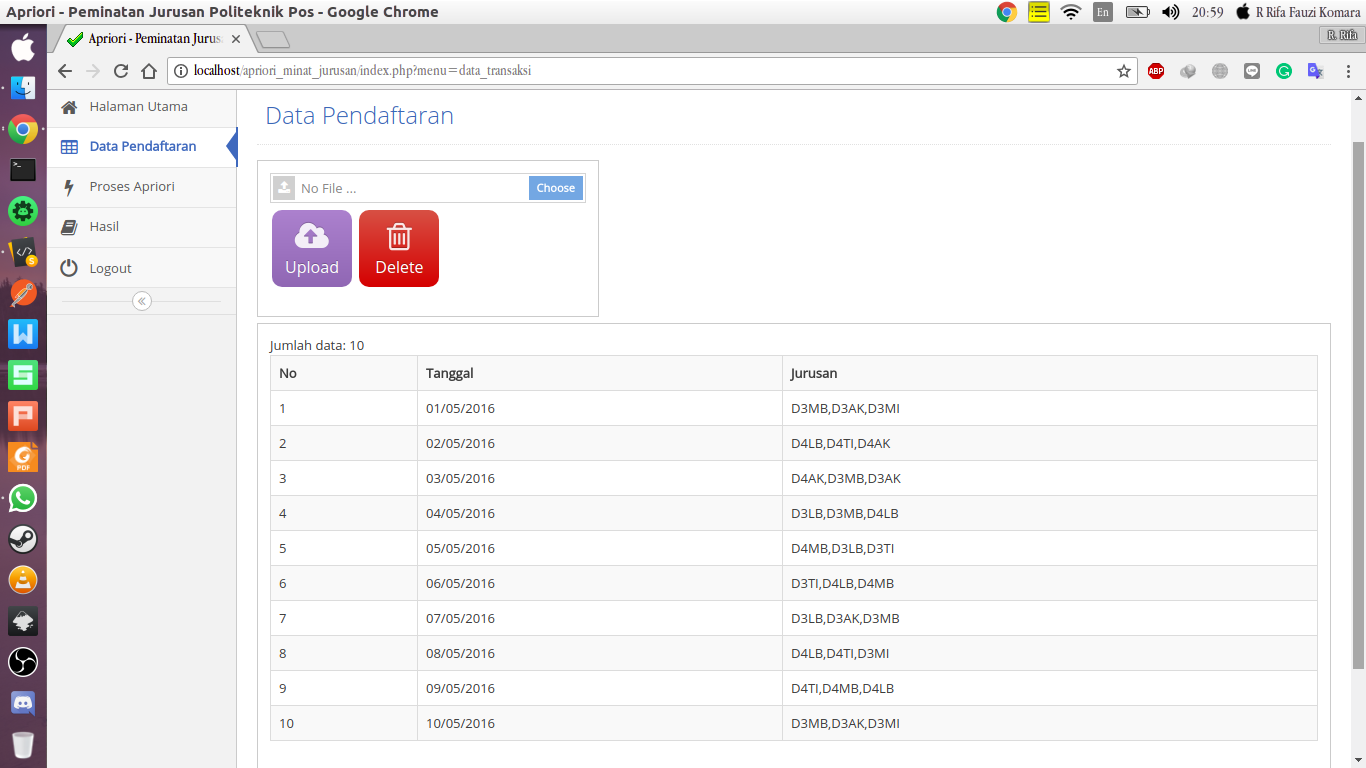 Apriori - Peminatan Jurusan Politeknik Pos - Google Chrome
En
20:59
R Rifa Fauzi Komara
Apriori - Peminatan Jurus
R. Rifa
localhost/apriori_minat_jurusan/index.php?menu=data_transaksi
ABP
Halaman Utama
Data Pendaftaran
Proses Apriori
Hasil
Logout
Data Pendaftaran
No File ...
Choose
Upload
Delete
Jumlah data: 10
No Tanggal Jurusan
1 01/05/2016 D3MB,D3AK,D3MI
2 02/05/2016 D4LB,D4TI,D4AK
3 03/05/2016 D4AK,D3MB,D3AK
4 04/05/2016 D3LB,D3MB,D4LB
5 05/05/2016 D4MB,D3LB,D3TI
6 06/05/2016 D3TI,D4LB,D4MB
7 07/05/2016 D3LB,D3AK,D3MB
8 08/05/2016 D4LB,D4TI,D3MI
9 09/05/2016 D4TI,D4MB,D4LB
10 10/05/2016 D3MB,D3AK,D3MI
PDF